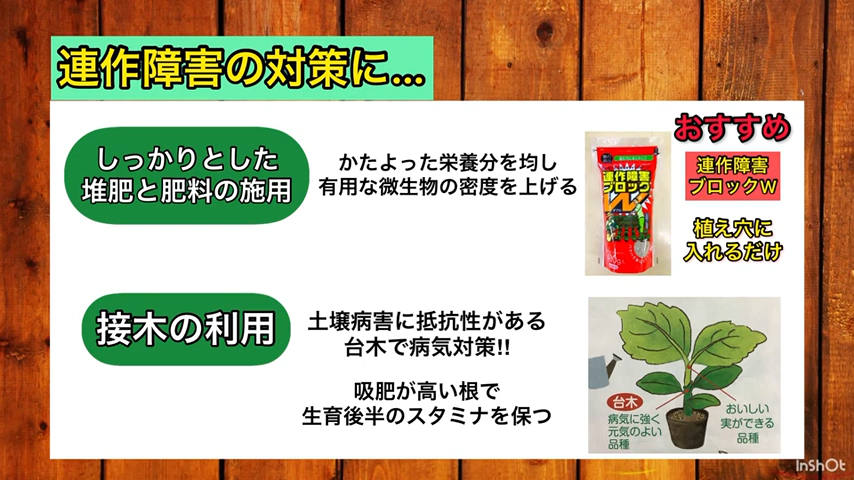 連作障害の対策に...
しっかりとした
堆肥と肥料の施用
かたよった栄養分を均し
有用な微生物の密度を上げる
連作障害
ブロック
W
おすすめ
連作障害
ブロックW
植え穴に
入れるだけ
接木の利用
土壌病害に抵抗性がある
台木で病気対策!!
吸肥が高い根で
生育後半のスタミナを保つ
台木
病気に強く
元気のよい
品種
おいしい
実ができる
品種
InShOt